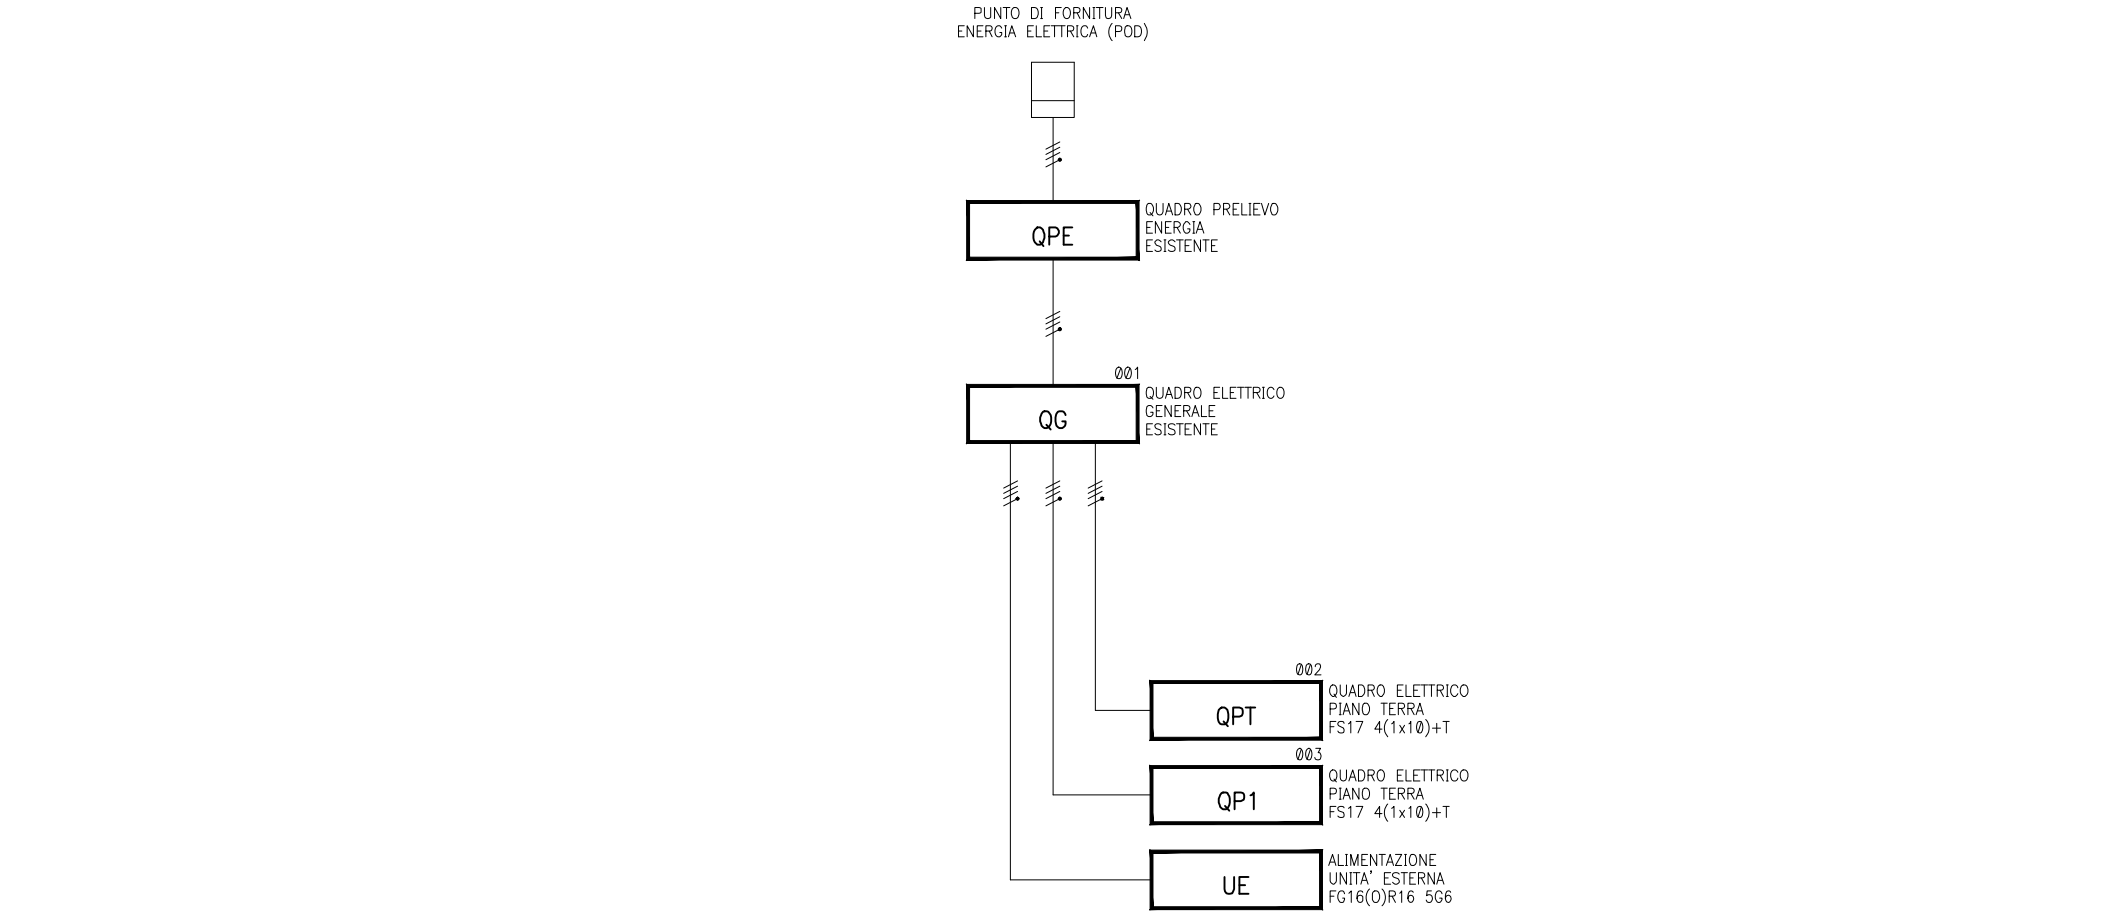 PUNTO DI FORNITURA
ENERGIA ELETTRICA (POD)
QPE
QUADRO PRELIEVO
ENERGIA
ESISTENTE
001
QG
QUADRO ELETTRICO
GENERALE
ESISTENTE
002
QPT
QUADRO ELETTRICO
PIANO TERRA
FS17 4(1x10)+T
003
QP1
QUADRO ELETTRICO
PIANO TERRA
FS17 4(1x10)+T
UE
ALIMENTAZIONE
UNITA' ESTERNA
FG16(O)R16 5G6